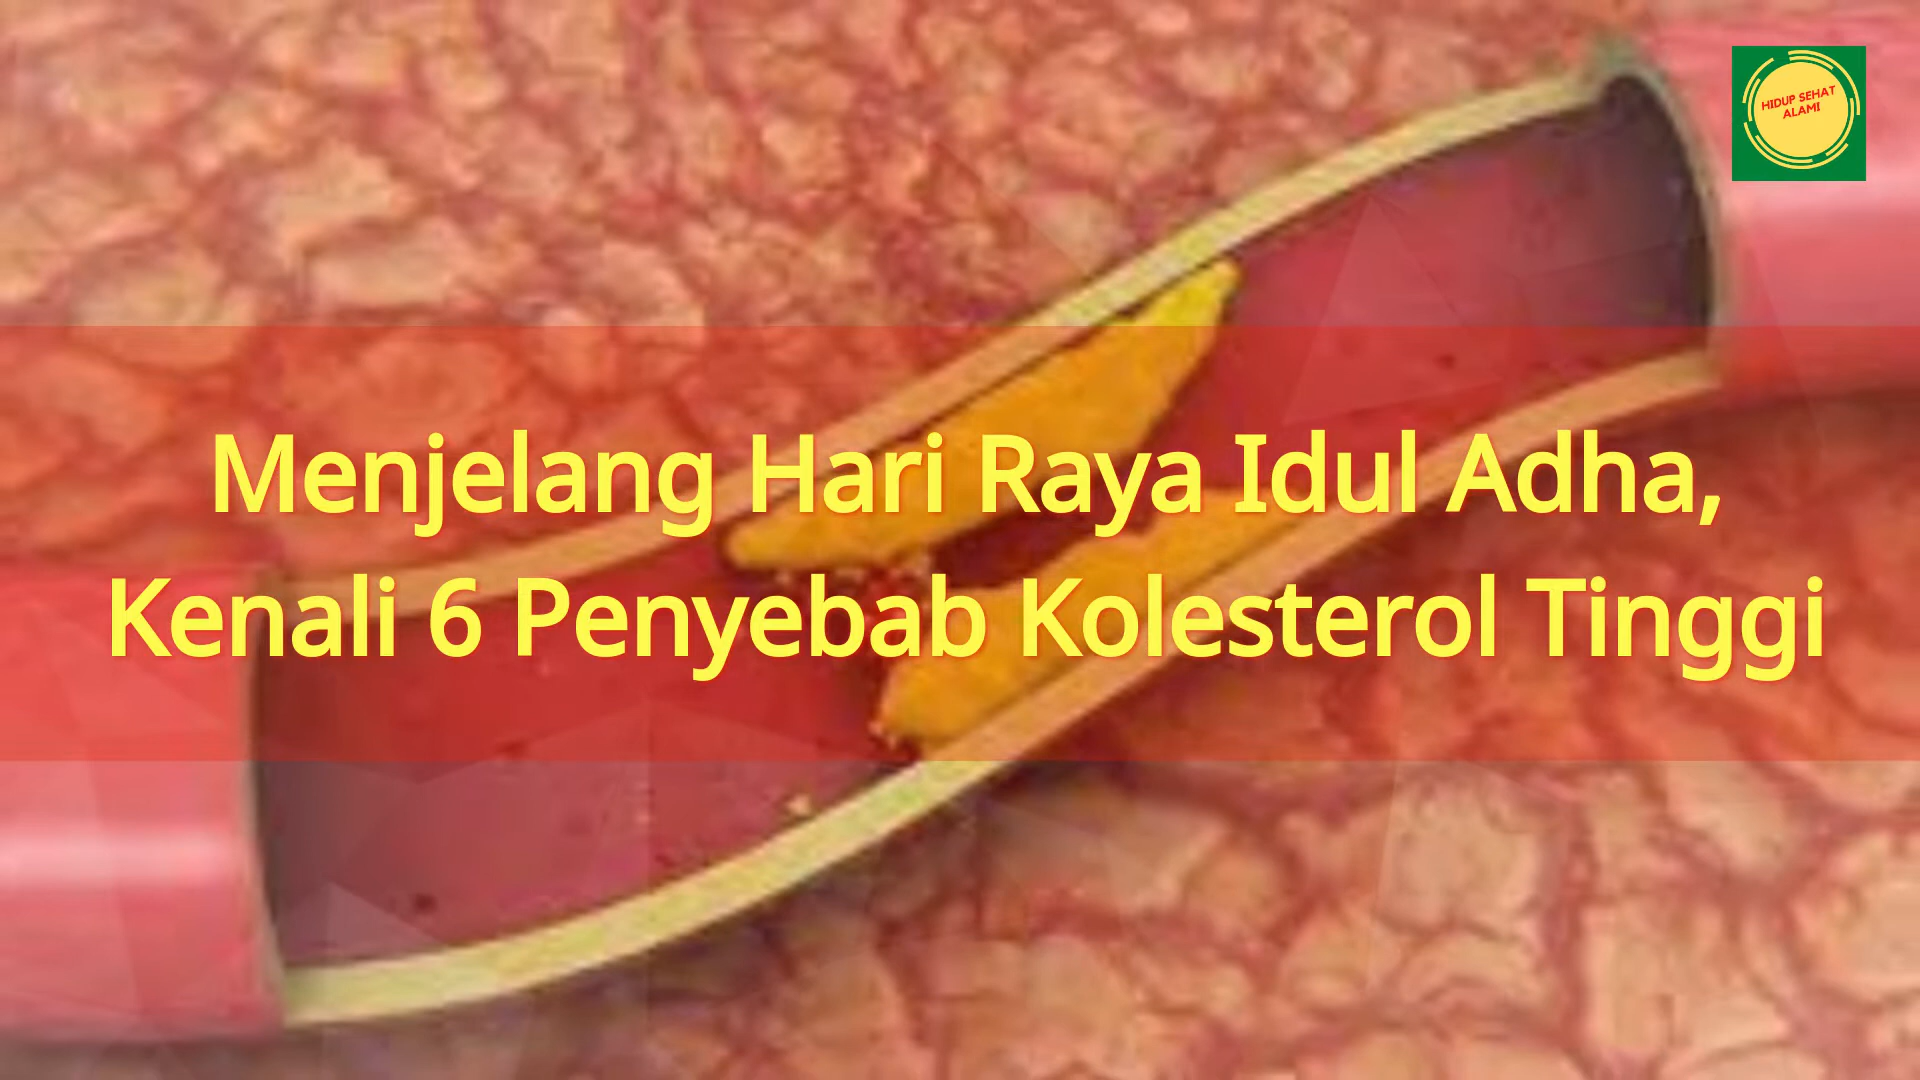 HIDUP SEHAT
ALAMI
Menjelang Hari Raya Idul Adha,
Kenali 6 Penyebab Kolesterol Tinggi